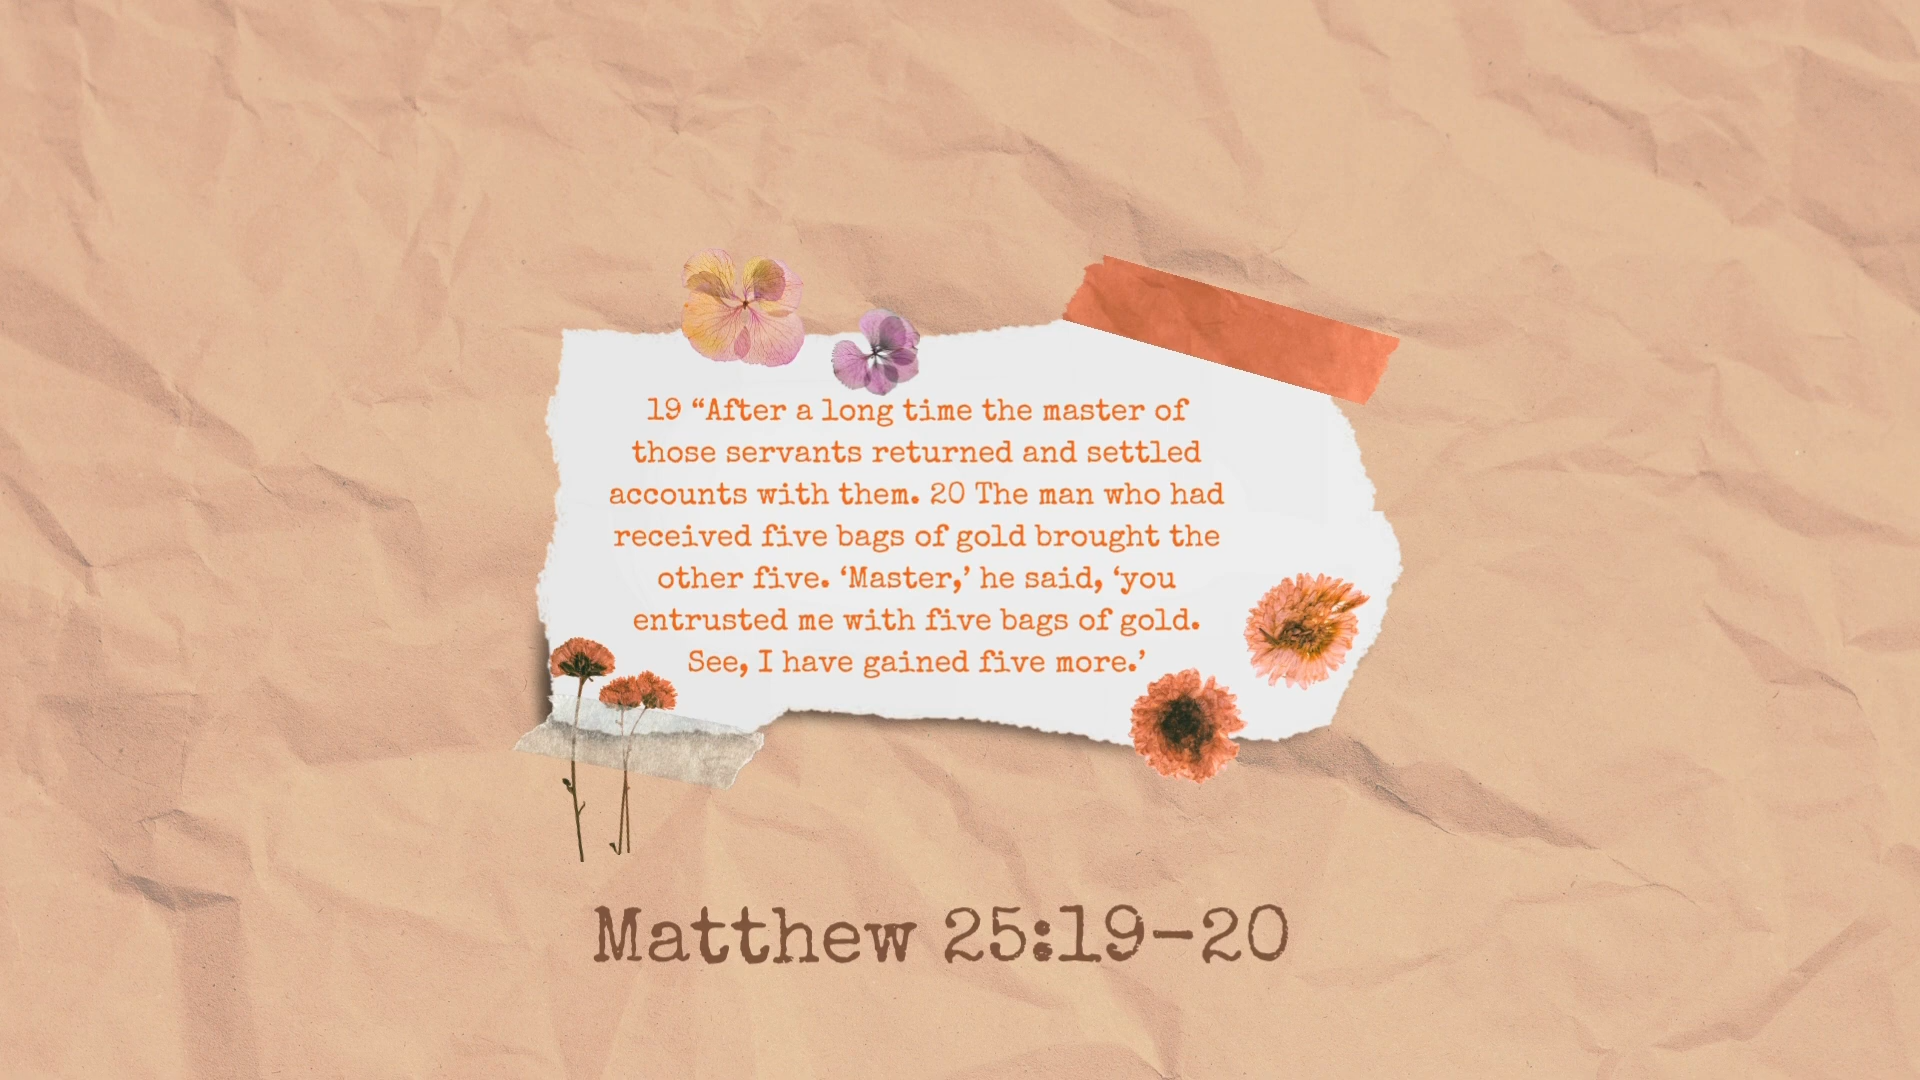 19 “After a long time the master of
those servants returned and settled
accounts with them. 20 The man who had
received five bags of gold brought the
other five. ‘Master,’ he said, ‘you
entrusted me with five bags of gold.
See, I have gained five more.’
Matthew 25:19-20